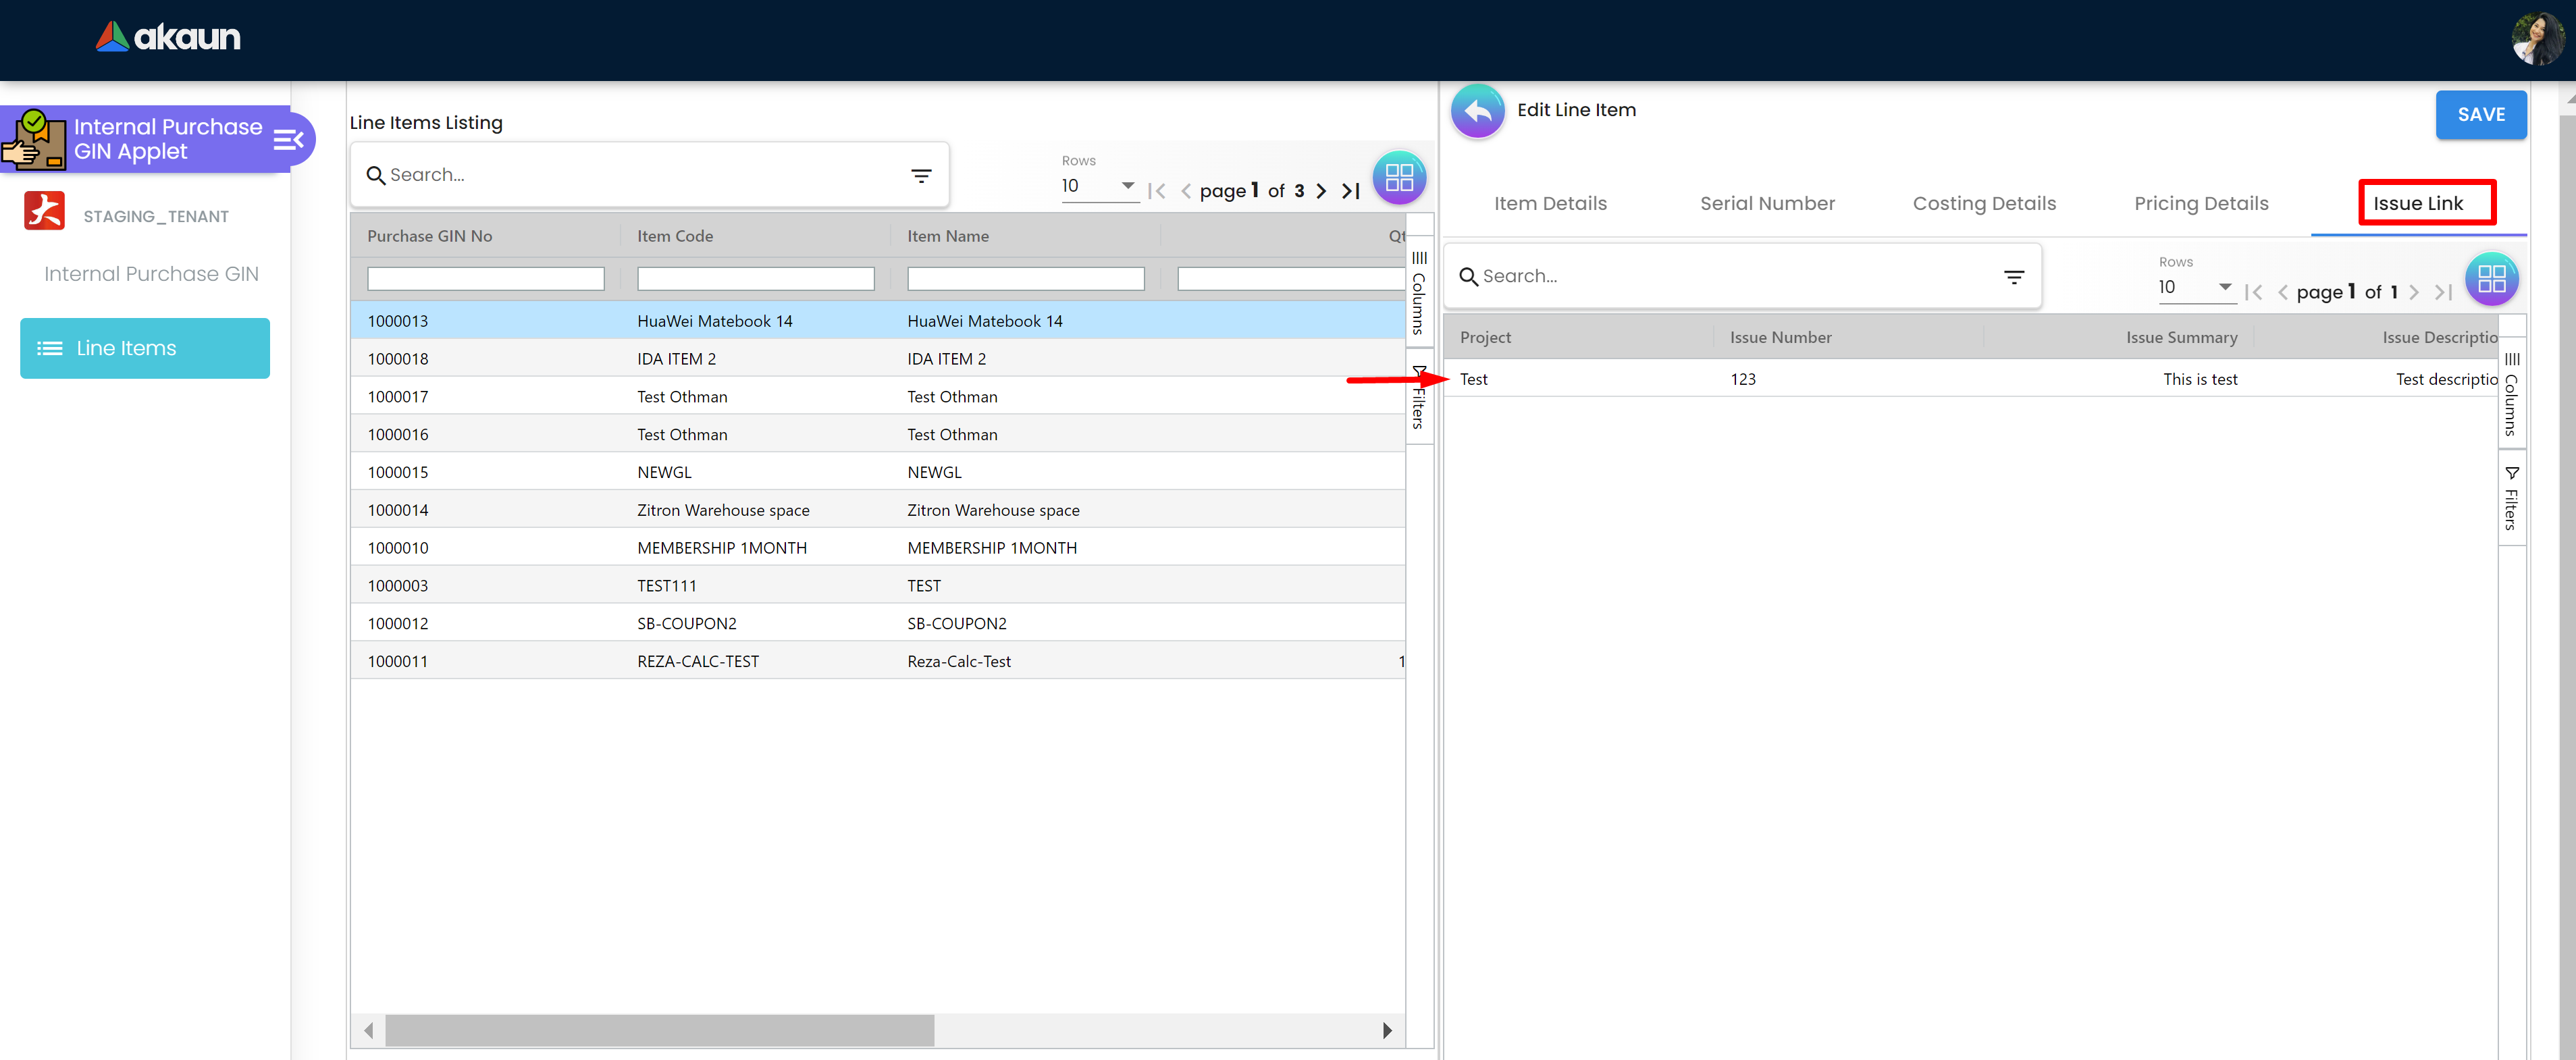 akaun
Internal Purchase
GIN Applet
STAGING_TENANT
Internal Purchase GIN
Line Items
Line Items Listing
Search...
Rows
10
page 1 of 3
Purchase GIN No Item Code Item Name Qt
1000013 HuaWei Matebook 14 HuaWei Matebook 14
1000018 IDA ITEM 2 IDA ITEM 2
1000017 Test Othman Test Othman
1000016 Test Othman Test Othman
1000015 NEWGL NEWGL
1000014 Zitron Warehouse space Zitron Warehouse space
1000010 MEMBERSHIP 1MONTH MEMBERSHIP 1MONTH
1000003 TEST111 TEST
1000012 SB-COUPON2 SB-COUPON2
1000011 REZA-CALC-TEST Reza-Calc-Test 1
Columns
Filters
Edit Line Item
SAVE
Item Details Serial Number Costing Details Pricing Details Issue Link
Search...
Rows
10
page 1 of 1
Project Issue Number Issue Summary Issue Descriptio
Test 123 This is test Test descriptio
Columns
Filters